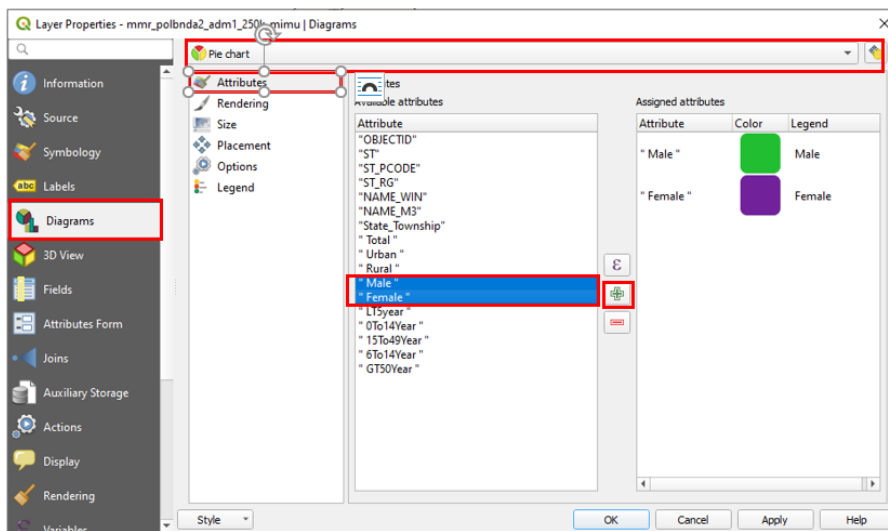 Layer Properties - mmr_polbnda2_adm1_250k_mimu | Diagrams
Pie chart
Information
Source
Symbology
abc Labels
Diagrams
3D View
Fields
Attributes Form
Joins
Auxiliary Storage
Actions
Display
Rendering
Variables
Attributes
Rendering
Size
Placement
Options
Legend
Style
Available attributes
Attribute
"OBJECTID"
"ST"
"ST_PCODE"
"ST_RG"
"NAME_WIN"
"NAME_M3"
"State_Township"
" Total "
" Urban "
" Rural "
" Male "
" Female "
" LT5year "
" 0To14Year "
" 15To49Year "
" 6To14Year "
" GT50Year "
ε
Assigned attributes
Attribute Color Legend
" Male " Male
" Female " Female
OK Cancel Apply Help